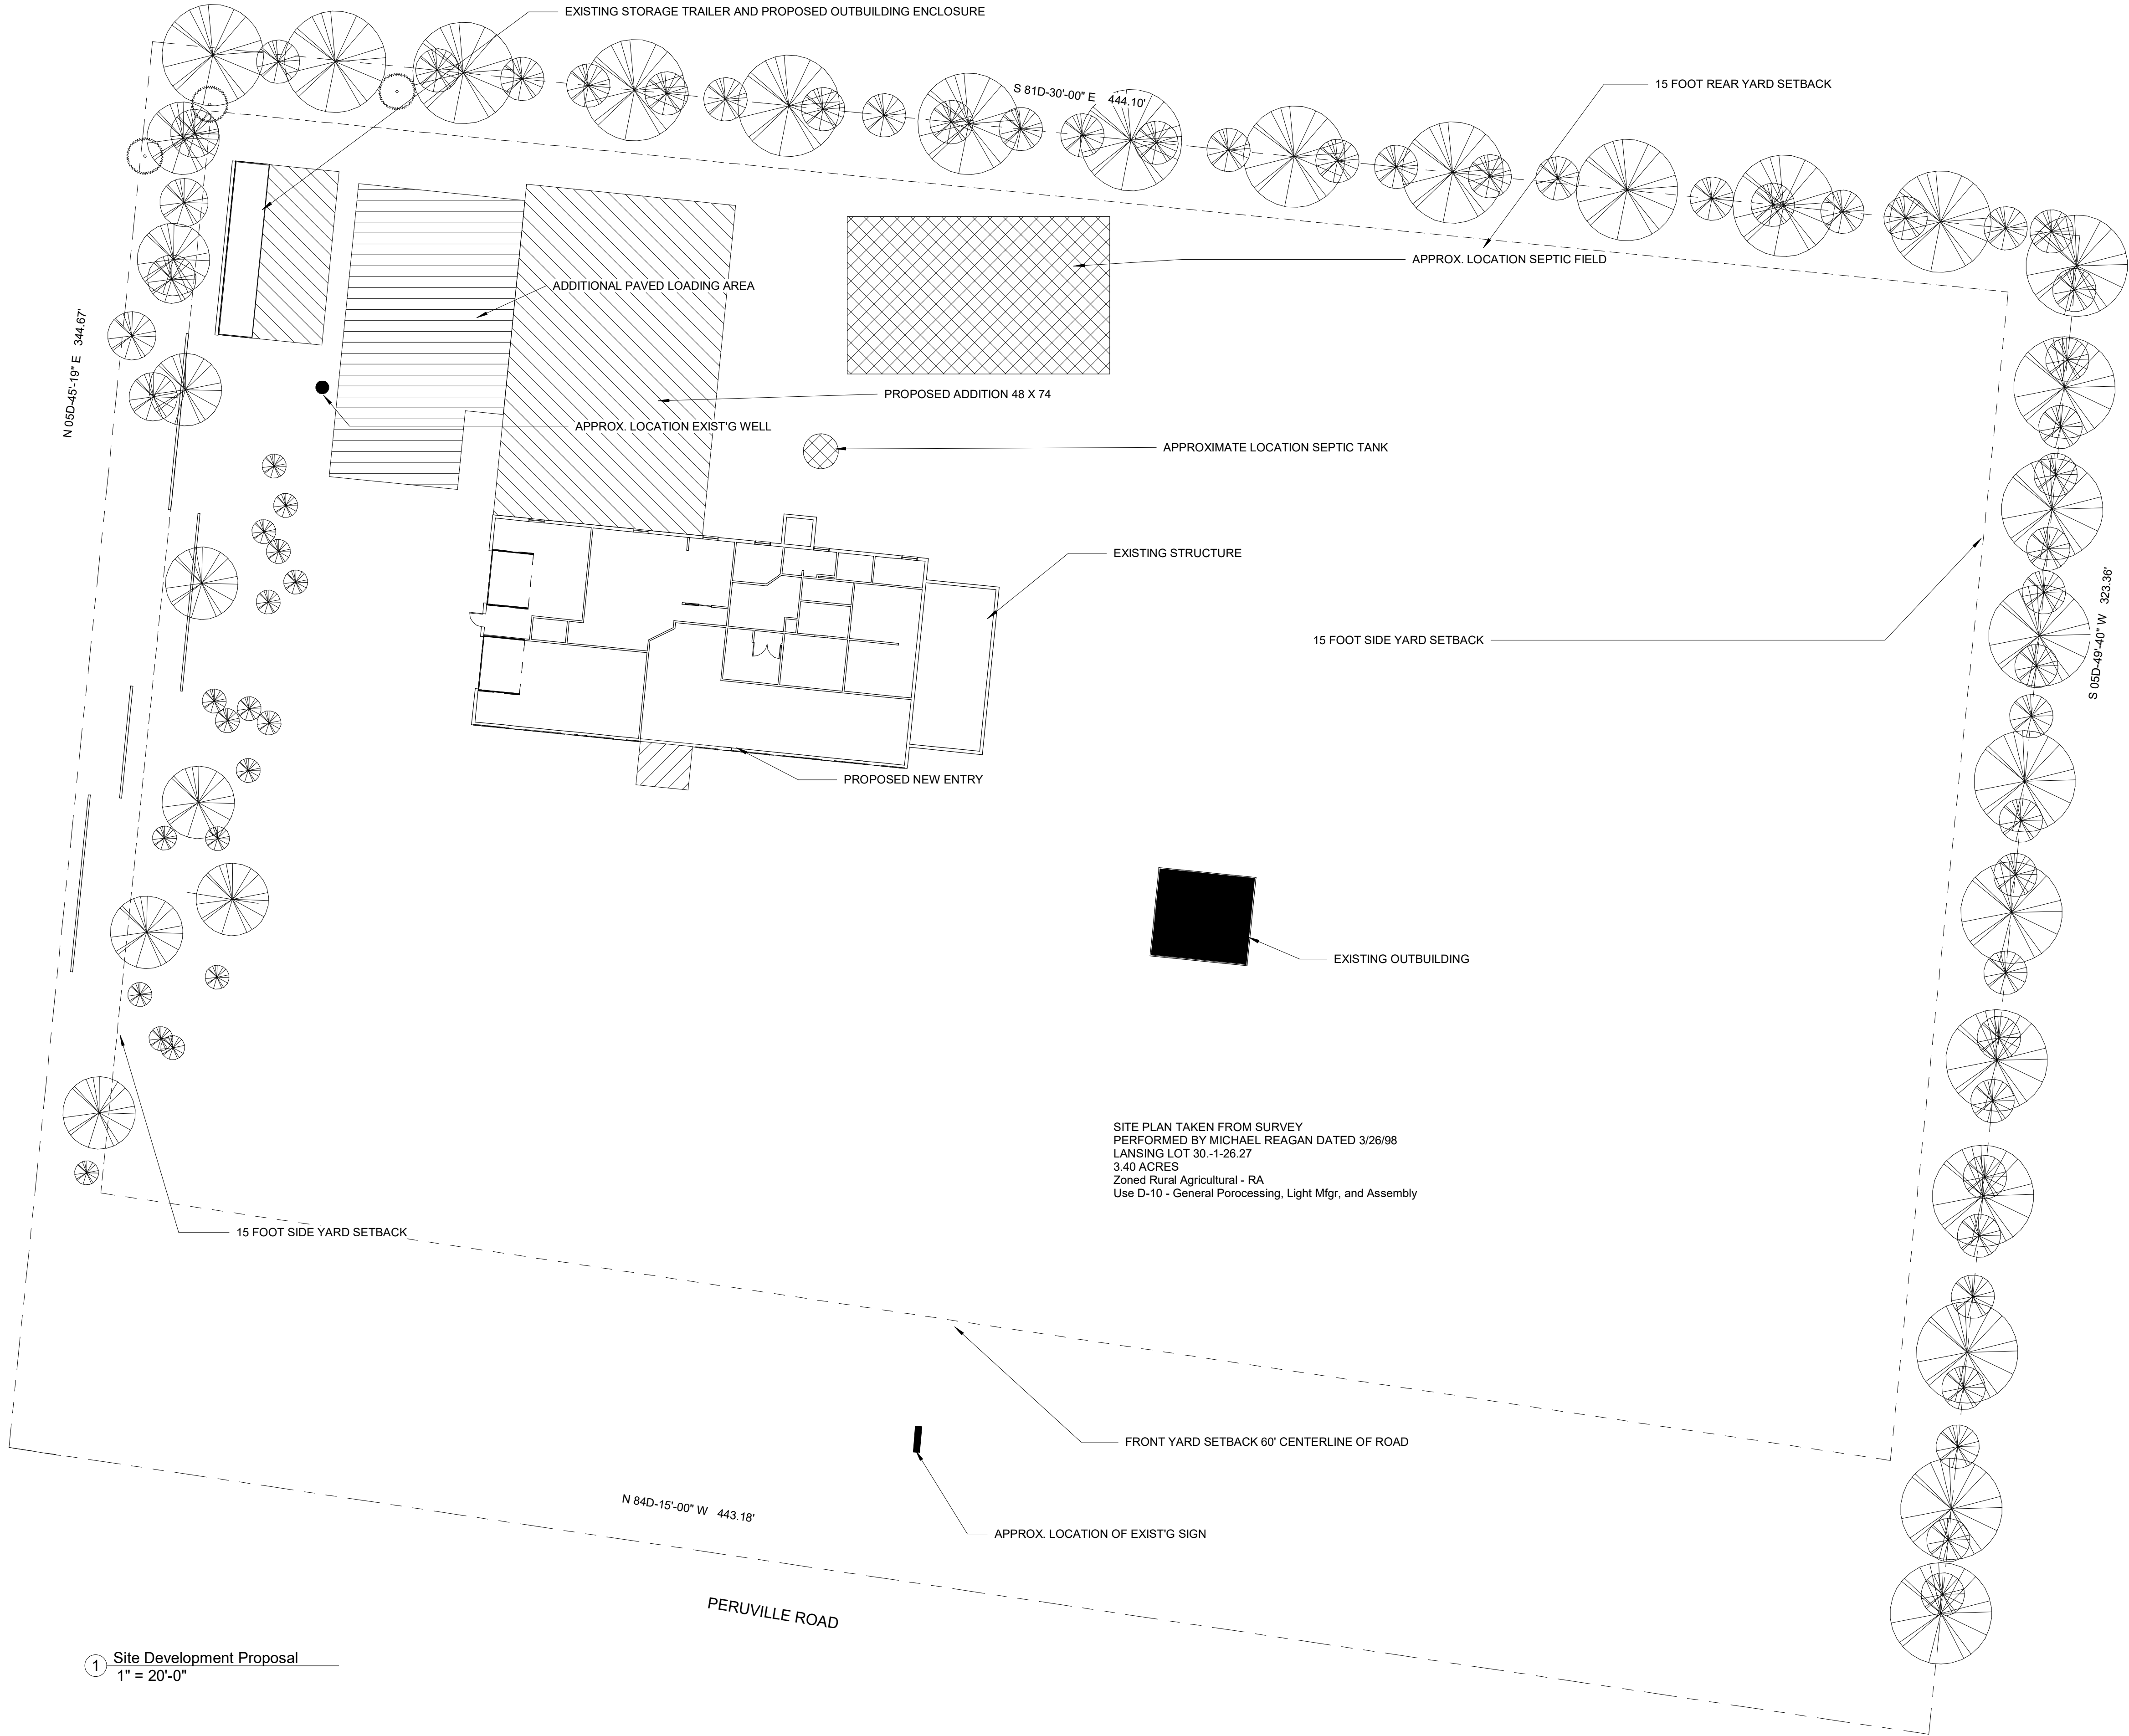 EXISTING STORAGE TRAILER AND PROPOSED OUTBUILDING ENCLOSURE
S 81D-30'-00" E 444.10'
15 FOOT REAR YARD SETBACK
APPROX. LOCATION SEPTIC FIELD
ADDITIONAL PAVED LOADING AREA
N 05D-45'-19" E 344.67'
PROPOSED ADDITION 48 X 74
APPROX. LOCATION EXIST'G WELL
APPROXIMATE LOCATION SEPTIC TANK
EXISTING STRUCTURE
15 FOOT SIDE YARD SETBACK
S 05D-49'-40" W 323.36'
PROPOSED NEW ENTRY
EXISTING OUTBUILDING
SITE PLAN TAKEN FROM SURVEY
PERFORMED BY MICHAEL REAGAN DATED 3/26/98
LANSING LOT 30.-1-26.27
3.40 ACRES
Zoned Rural Agricultural - RA
Use D-10 - General Porocessing, Light Mfgr, and Assembly
15 FOOT SIDE YARD SETBACK
FRONT YARD SETBACK 60' CENTERLINE OF ROAD
N 84D-15'-00" W 443.18'
APPROX. LOCATION OF EXIST'G SIGN
PERUVILLE ROAD
1 Site Development Proposal
1" = 20'-0"